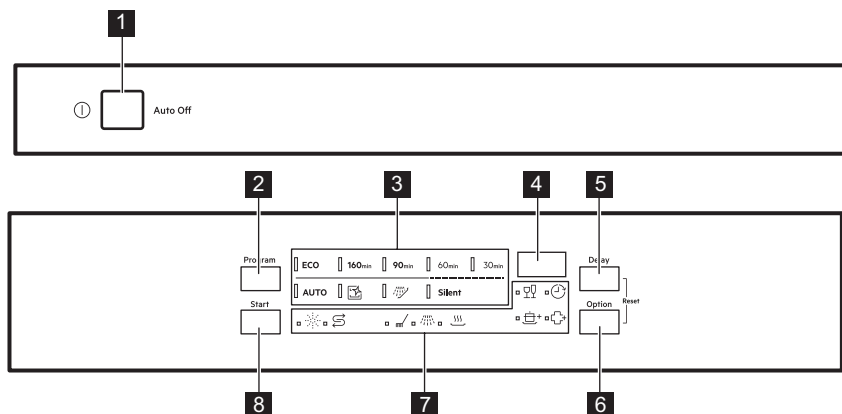 1
Auto Off
2 3 4 5
Program Delay
ECO 160min 90min 60min 30min
AUTO Silent
Start Option Reset
8 7 6